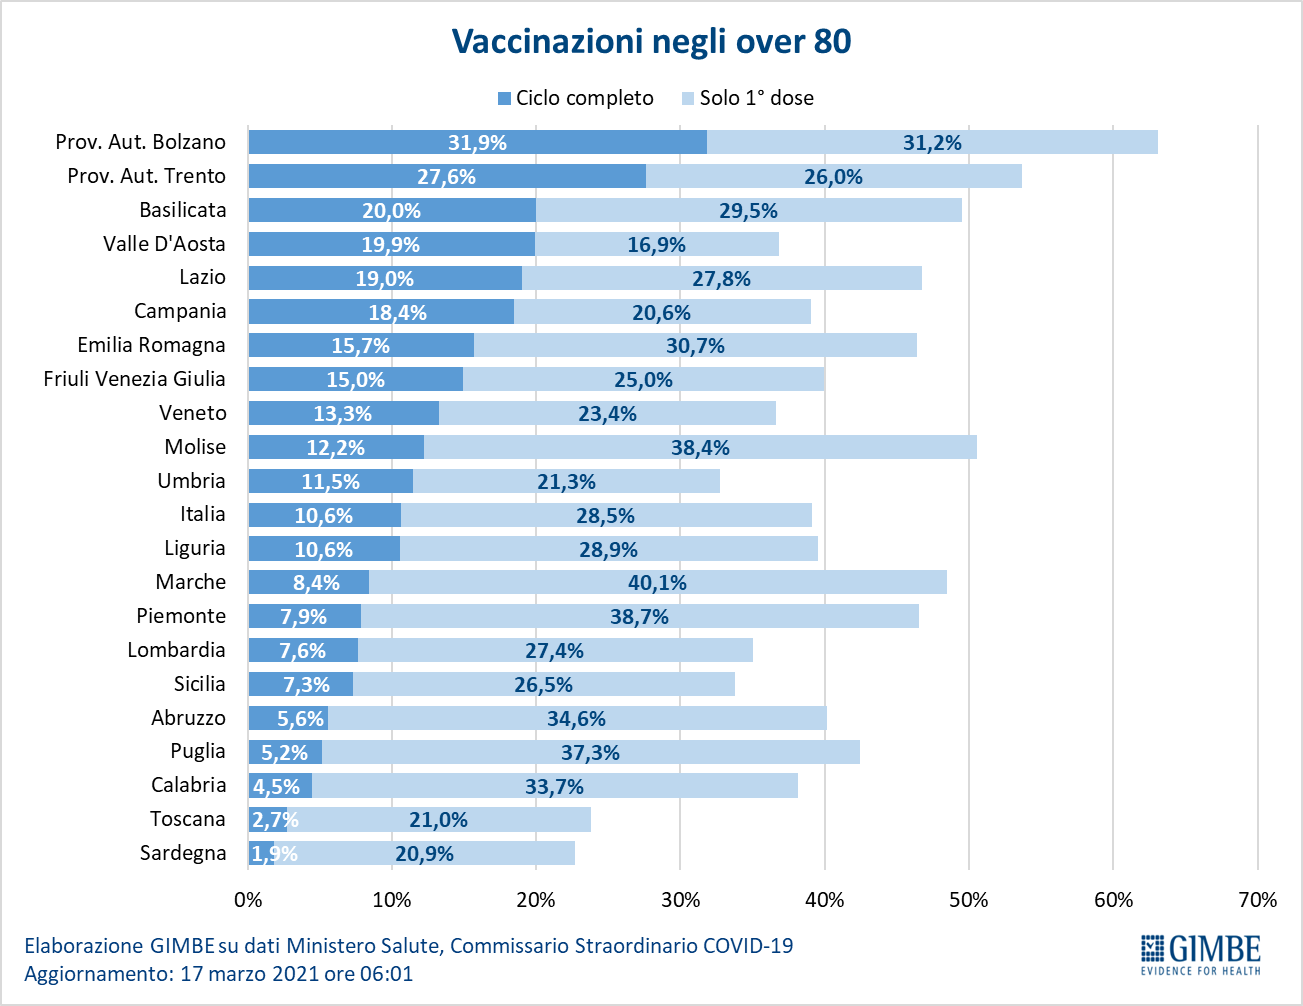 Vaccinazioni negli over 80
Ciclo completo Solo 1° dose
Prov. Aut. Bolzano 31,9% 31,2%
Prov. Aut. Trento 27,6% 26,0%
Basilicata 20,0% 29,5%
Valle D'Aosta 19,9% 16,9%
Lazio 19,0% 27,8%
Campania 18,4% 20,6%
Emilia Romagna 15,7% 30,7%
Friuli Venezia Giulia 15,0% 25,0%
Veneto 13,3% 23,4%
Molise 12,2% 38,4%
Umbria 11,5% 21,3%
Italia 10,6% 28,5%
Liguria 10,6% 28,9%
Marche 8,4% 40,1%
Piemonte 7,9% 38,7%
Lombardia 7,6% 27,4%
Sicilia 7,3% 26,5%
Abruzzo 5,6% 34,6%
Puglia 5,2% 37,3%
Calabria 4,5% 33,7%
Toscana 2,7% 21,0%
Sardegna 1,9% 20,9%
0% 10% 20% 30% 40% 50% 60% 70%
Elaborazione GIMBE su dati Ministero Salute, Commissario Straordinario COVID-19
Aggiornamento: 17 marzo 2021 ore 06:01
GIMBE
EVIDENCE FOR HEALTH